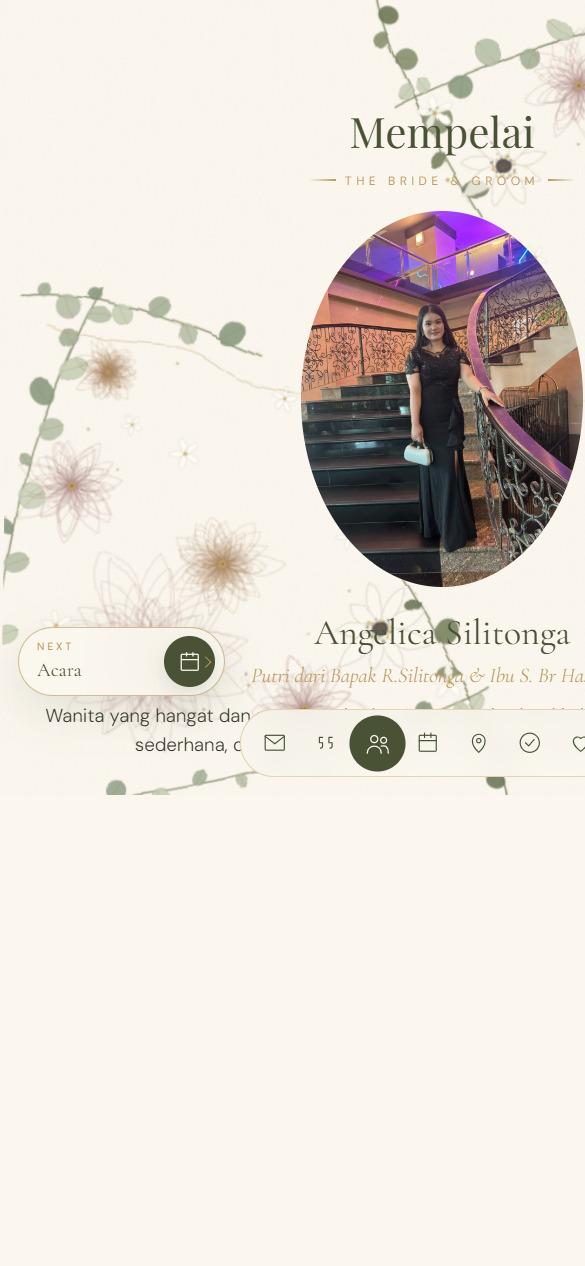 Mempelai
THE BRIDE & GROOM
Angelica Silitonga
Putri dari Bapak R.Silitonga & Ibu S. Br
NEXT
Acara
Wanita yang hangat dan
sederhana,